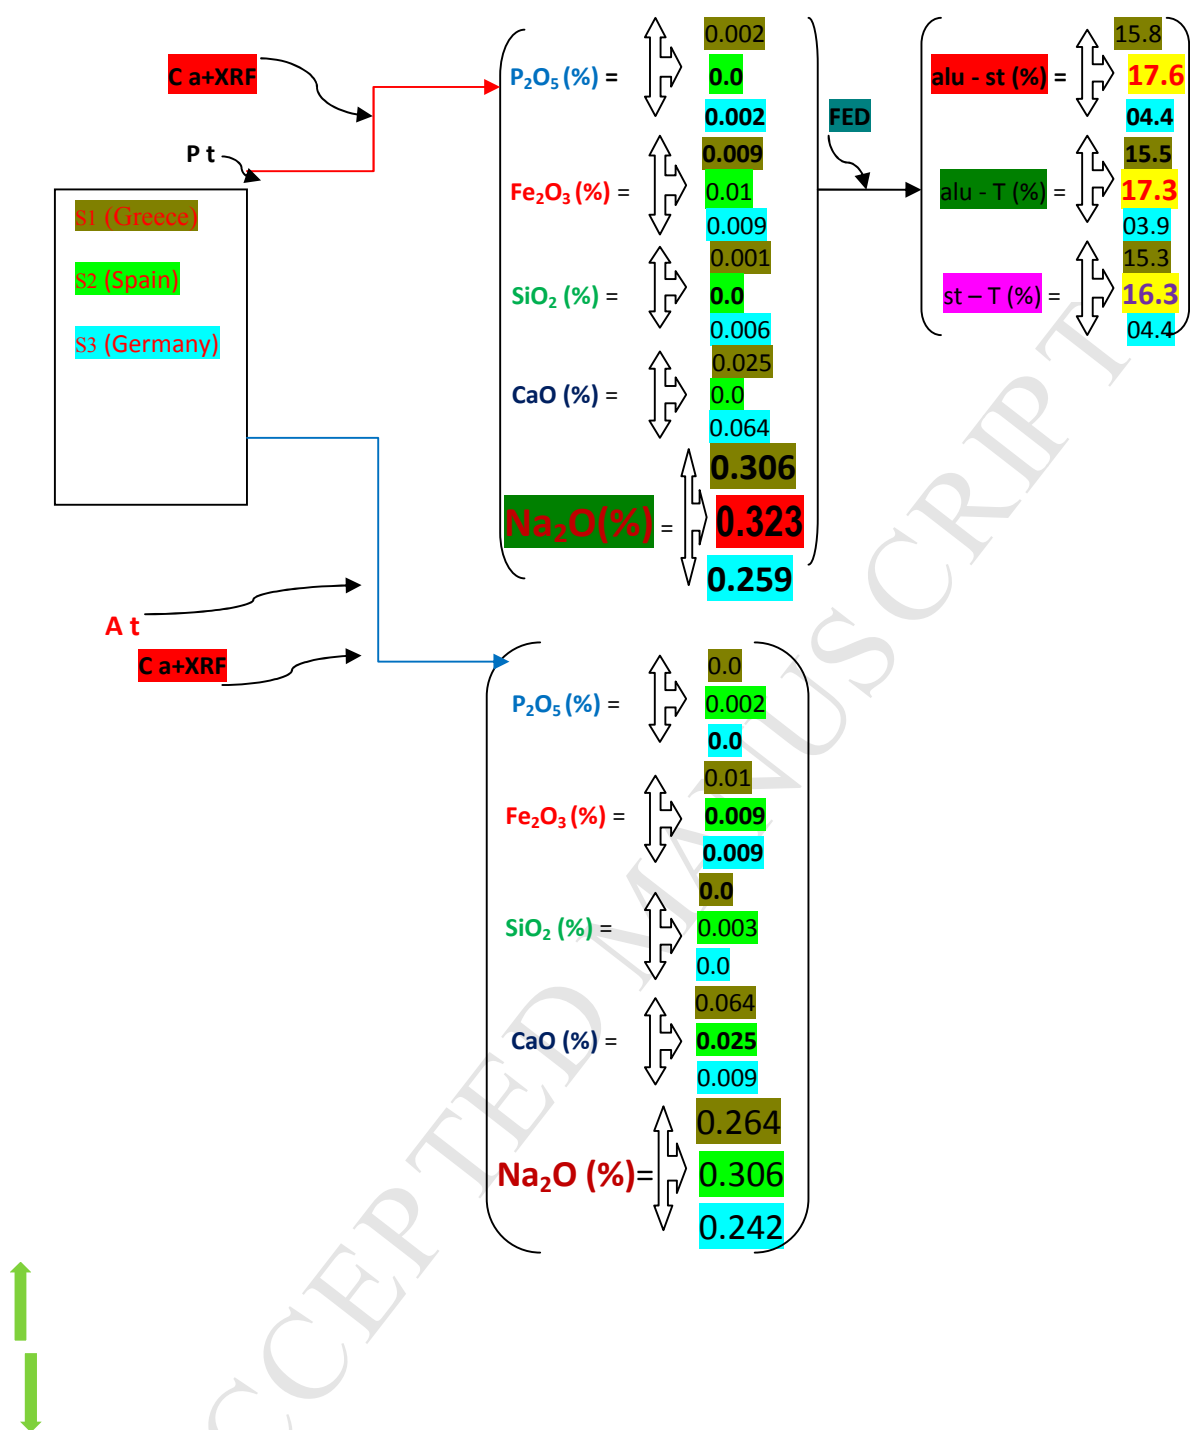 C a+XRF
P t
S1 (Greece)
S2 (Spain)
S3 (Germany)
A t
C a+XRF
P₂O₅ (%) =
0.002
0.0
0.002
Fe₂O₃ (%) =
0.009
0.01
0.009
SiO₂ (%) =
0.001
0.0
0.006
CaO (%) =
0.025
0.0
0.064
Na₂O(%) =
0.306
0.323
0.259
FED
alu - st (%) =
15.8
17.6
04.4
alu - T (%) =
15.5
17.3
03.9
st – T (%) =
15.3
16.3
04.4
P₂O₅ (%) =
0.0
0.002
0.0
Fe₂O₃ (%) =
0.01
0.009
0.009
SiO₂ (%) =
0.0
0.003
0.0
CaO (%) =
0.064
0.025
0.009
Na₂O (%)=
0.264
0.306
0.242
CCEPTED MANUSCRIPT